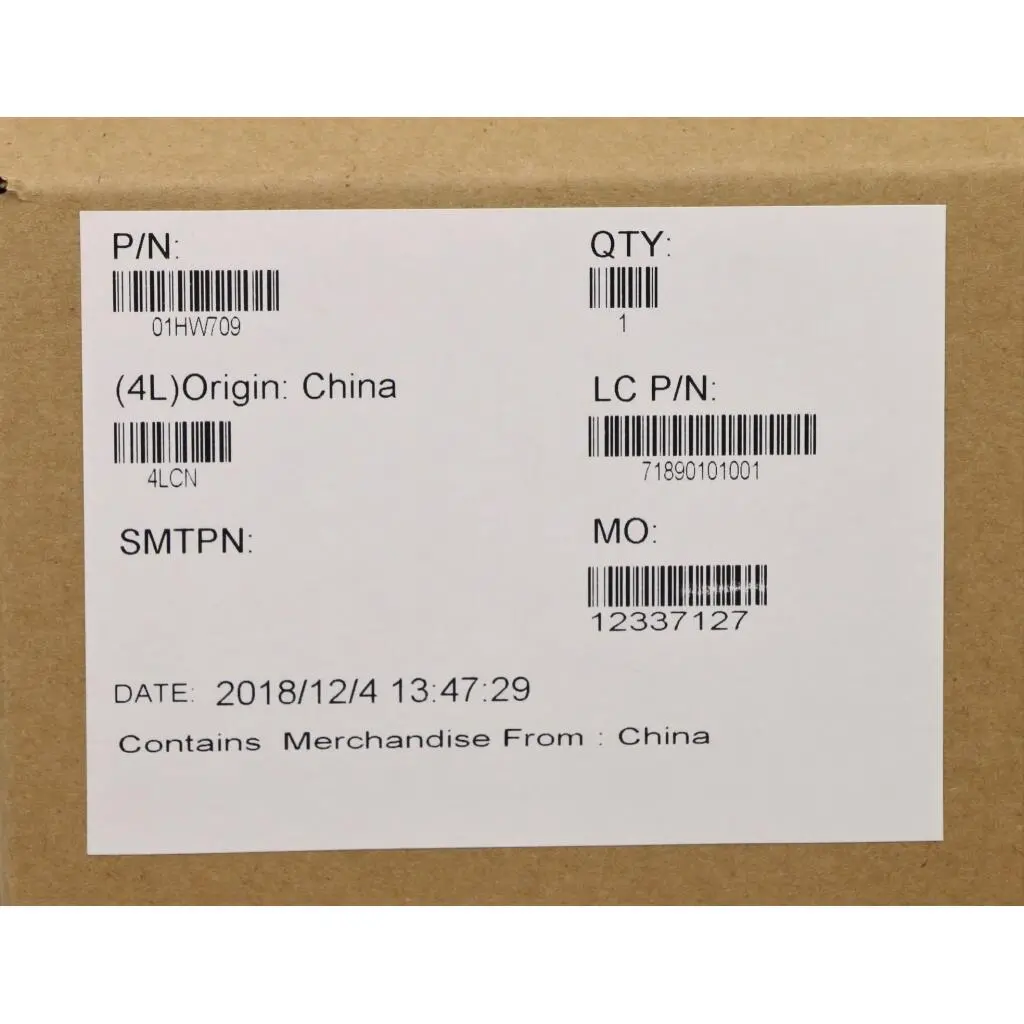 P/N:
01HW709
QTY:
1
(4L)Origin: China
4LCN
LC P/N:
71890101001
SMTPN:
MO:
12337127
DATE: 2018/12/4 13:47:29
Contains Merchandise From : China